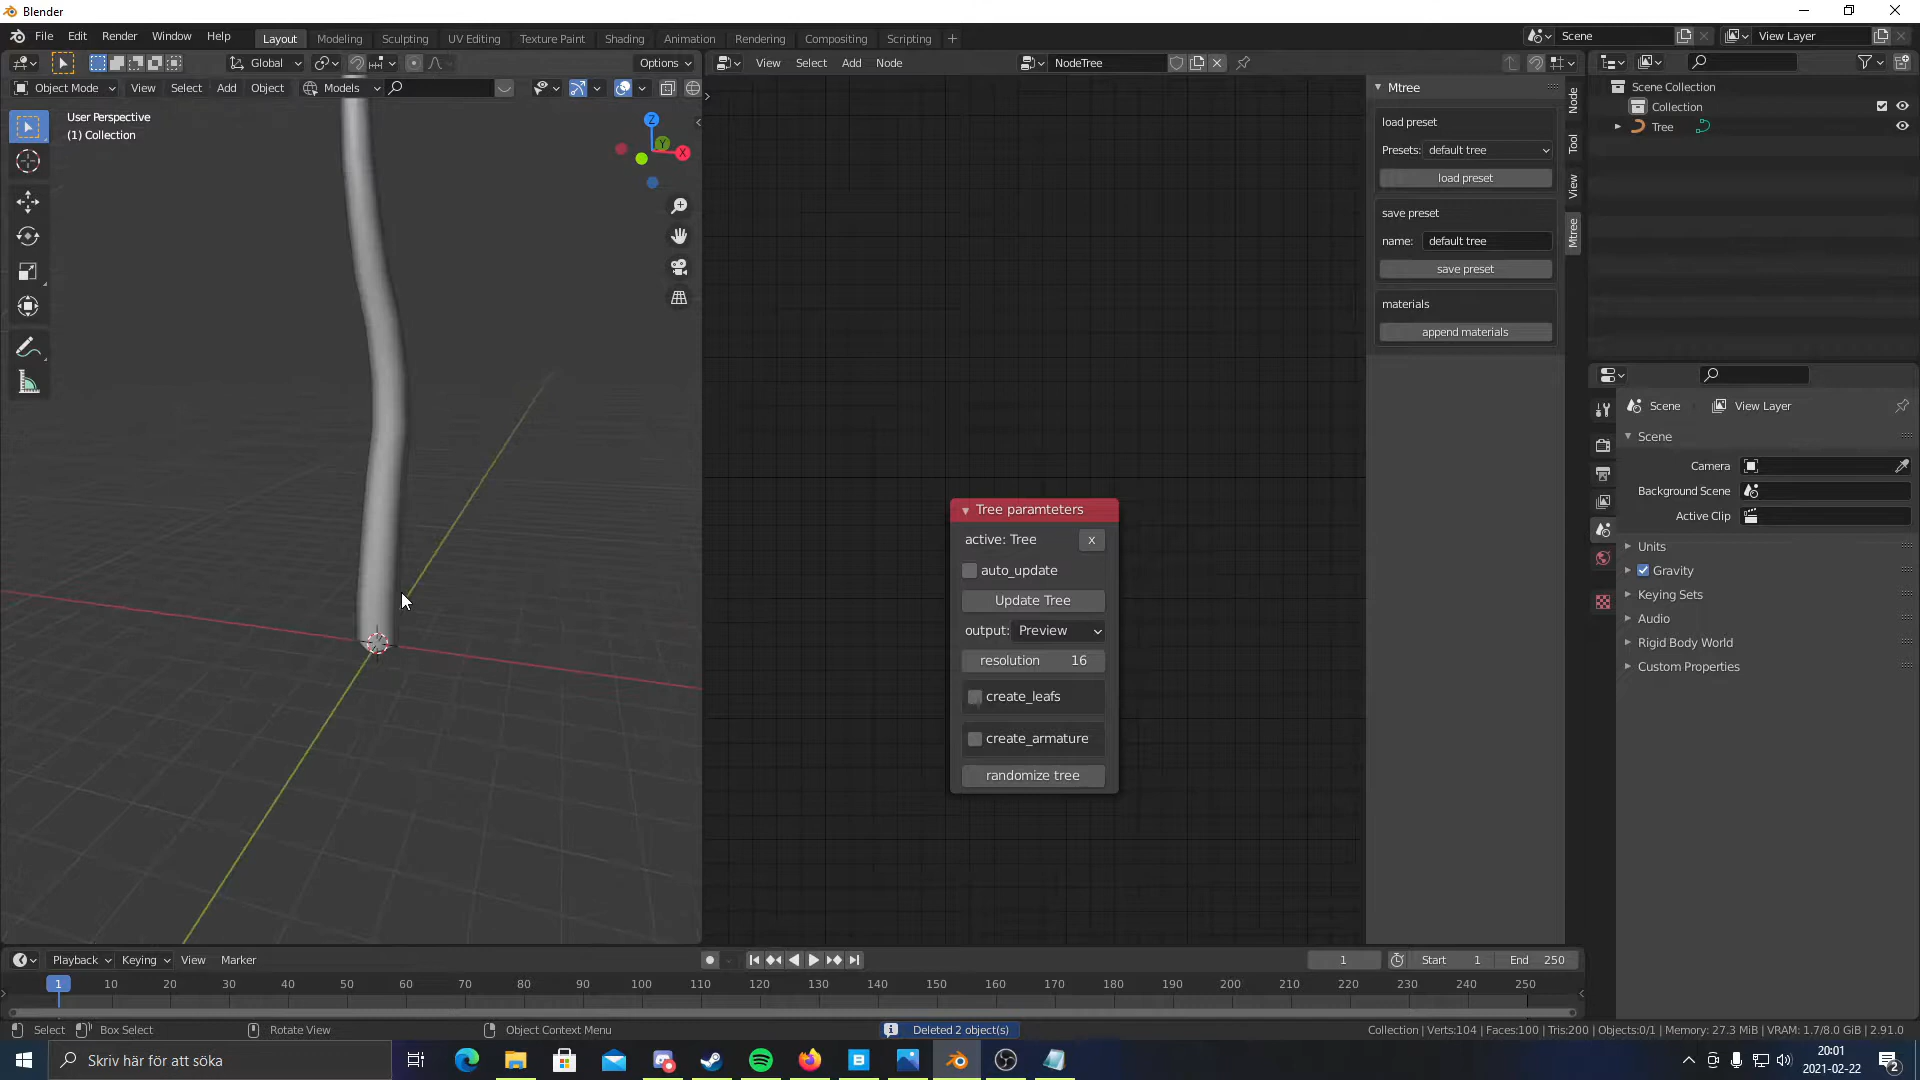 Blender
File Edit Render Window Help
Layout Modeling Sculpting UV Editing Texture Paint Shading Animation Rendering Compositing Scripting +
Scene
View Layer
Global
Options
Object Mode View Select Add Object Models
User Perspective
(1) Collection
Z
Y
X
View Select Add Node
NodeTree
Tree paramteters
active: Tree x
auto_update
Update Tree
output: Preview
resolution 16
create_leafs
create_armature
randomize tree
Mtree
load preset
Presets: default tree
load preset
save preset
name: default tree
save preset
materials
append materials
Node
Tool
View
Mtree
Scene Collection
Collection
Tree
Scene View Layer
Scene
Camera
Background Scene
Active Clip
Units
Gravity
Keying Sets
Audio
Rigid Body World
Custom Properties
Playback Keying View Marker
1 Start 1 End 250
1 10 20 30 40 50 60 70 80 90 100 110 120 130 140 150 160 170 180 190 200 210 220 230 240 250
Select Box Select Rotate View Object Context Menu Deleted 2 object(s) Collection | Verts:104 | Faces:100 | Tris:200 | Objects:0/1 | Memory: 27.3 MiB | VRAM: 1.7/8.0 GiB | 2.91.0
Skriv här för att söka
20:01
2021-02-22
2